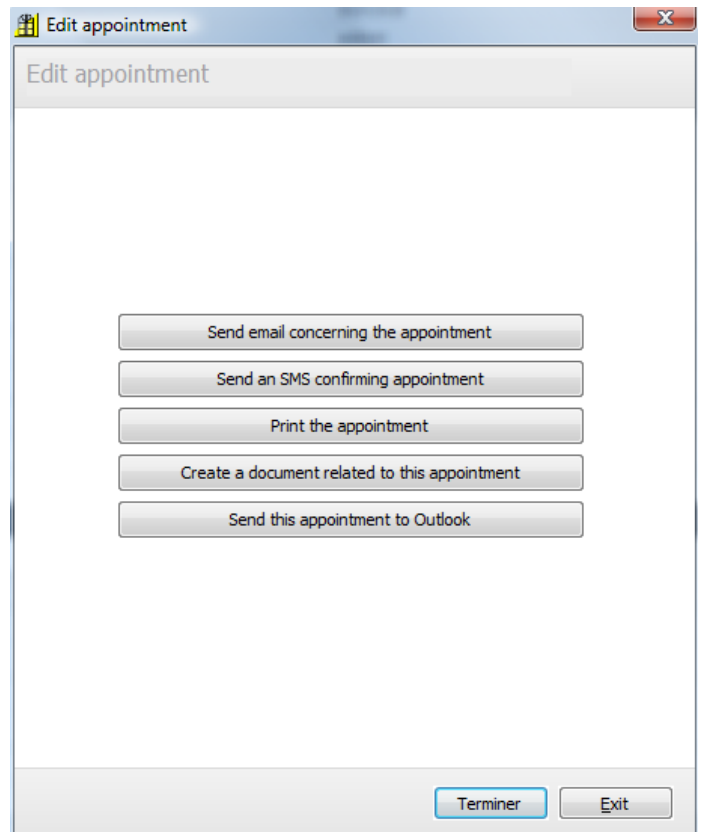 Edit appointment
Edit appointment
Send email concerning the appointment
Send an SMS confirming appointment
Print the appointment
Create a document related to this appointment
Send this appointment to Outlook
Terminer
Exit